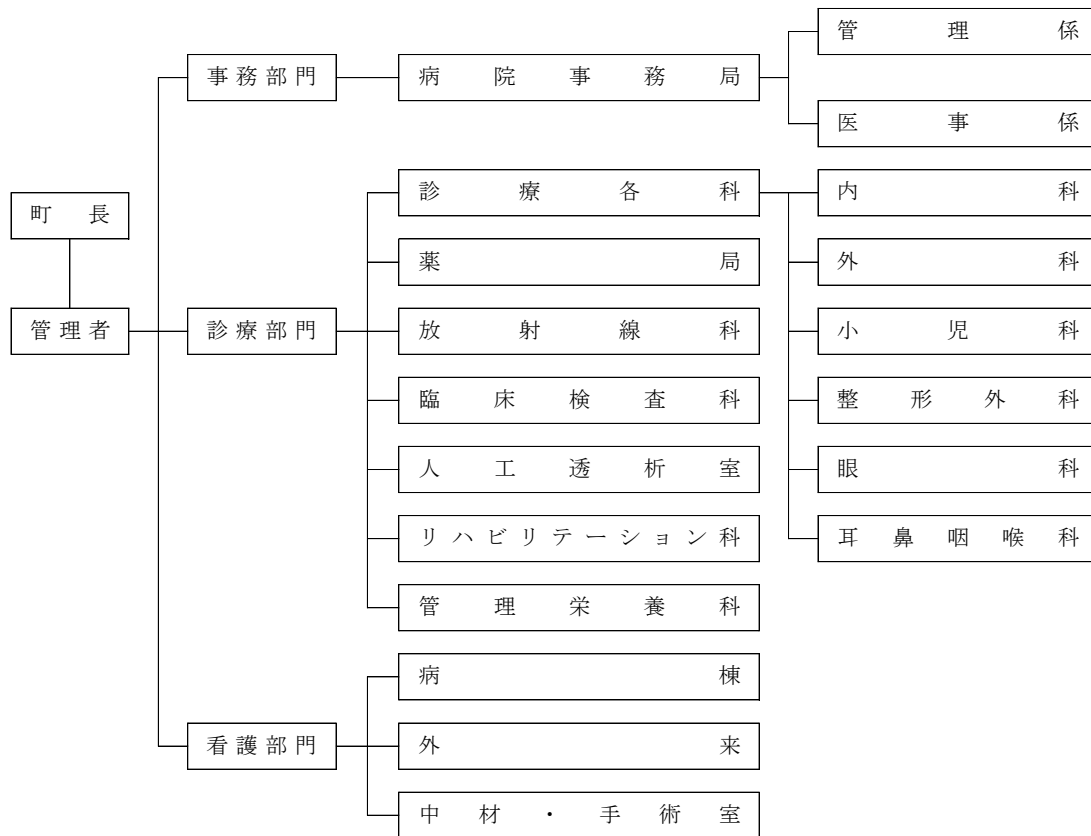 管理係
事務部門
病院事務局
医事係
町長
診療各科
内科
薬局
外科
管理者
診療部門
放射線科
小児科
臨床検査科
整形外科
人工透析室
眼科
リハビリテーション科
耳鼻咽喉科
管理栄養科
病棟
看護部門
外来
中材・手術室